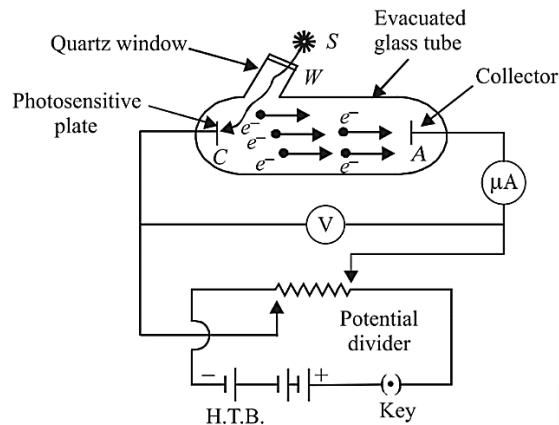 Evacuated
glass tube
Quartz window
S
W
Collector
Photosensitive
plate
e⁻
e⁻
e⁻
e⁻
e⁻
C
A
μA
V
Potential
divider
− +
H.T.B.
Key